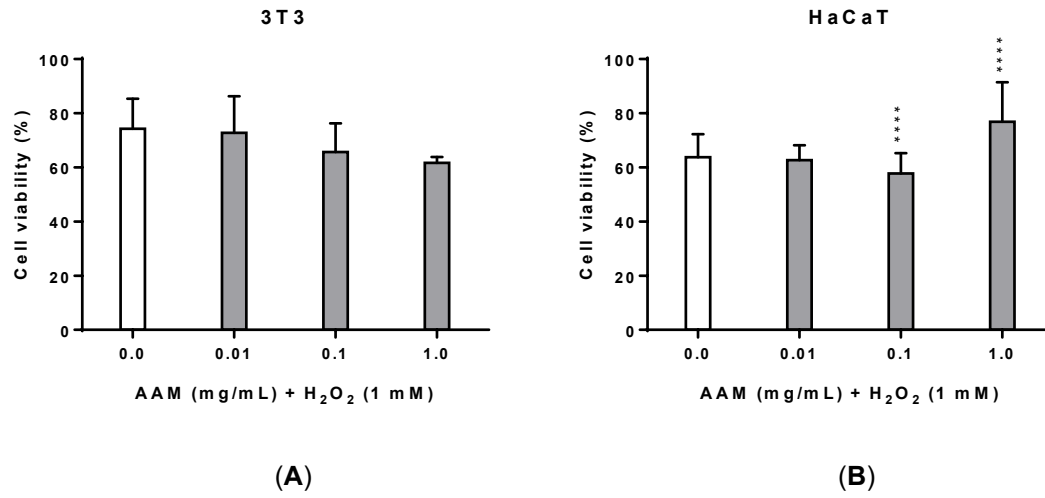 3T3
Cell viability (%)
100
80
60
40
20
0
0.0 0.01 0.1 1.0
AAM (mg/mL) + H₂O₂ (1 mM)
(A)
HaCaT
Cell viability (%)
100
80
60
40
20
0
****
****
0.0 0.01 0.1 1.0
AAM (mg/mL) + H₂O₂ (1 mM)
(B)